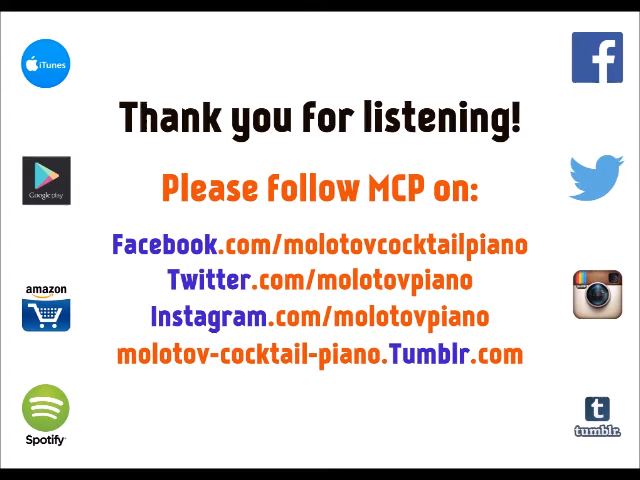 iTunes
Thank you for listening!
Google play
Please follow MCP on:
Facebook.com/molotovcocktailpiano
Twitter.com/molotovpiano
amazon
Instagram.com/molotovpiano
molotov-cocktail-piano.Tumblr.com
Spotify
t
tumblr.